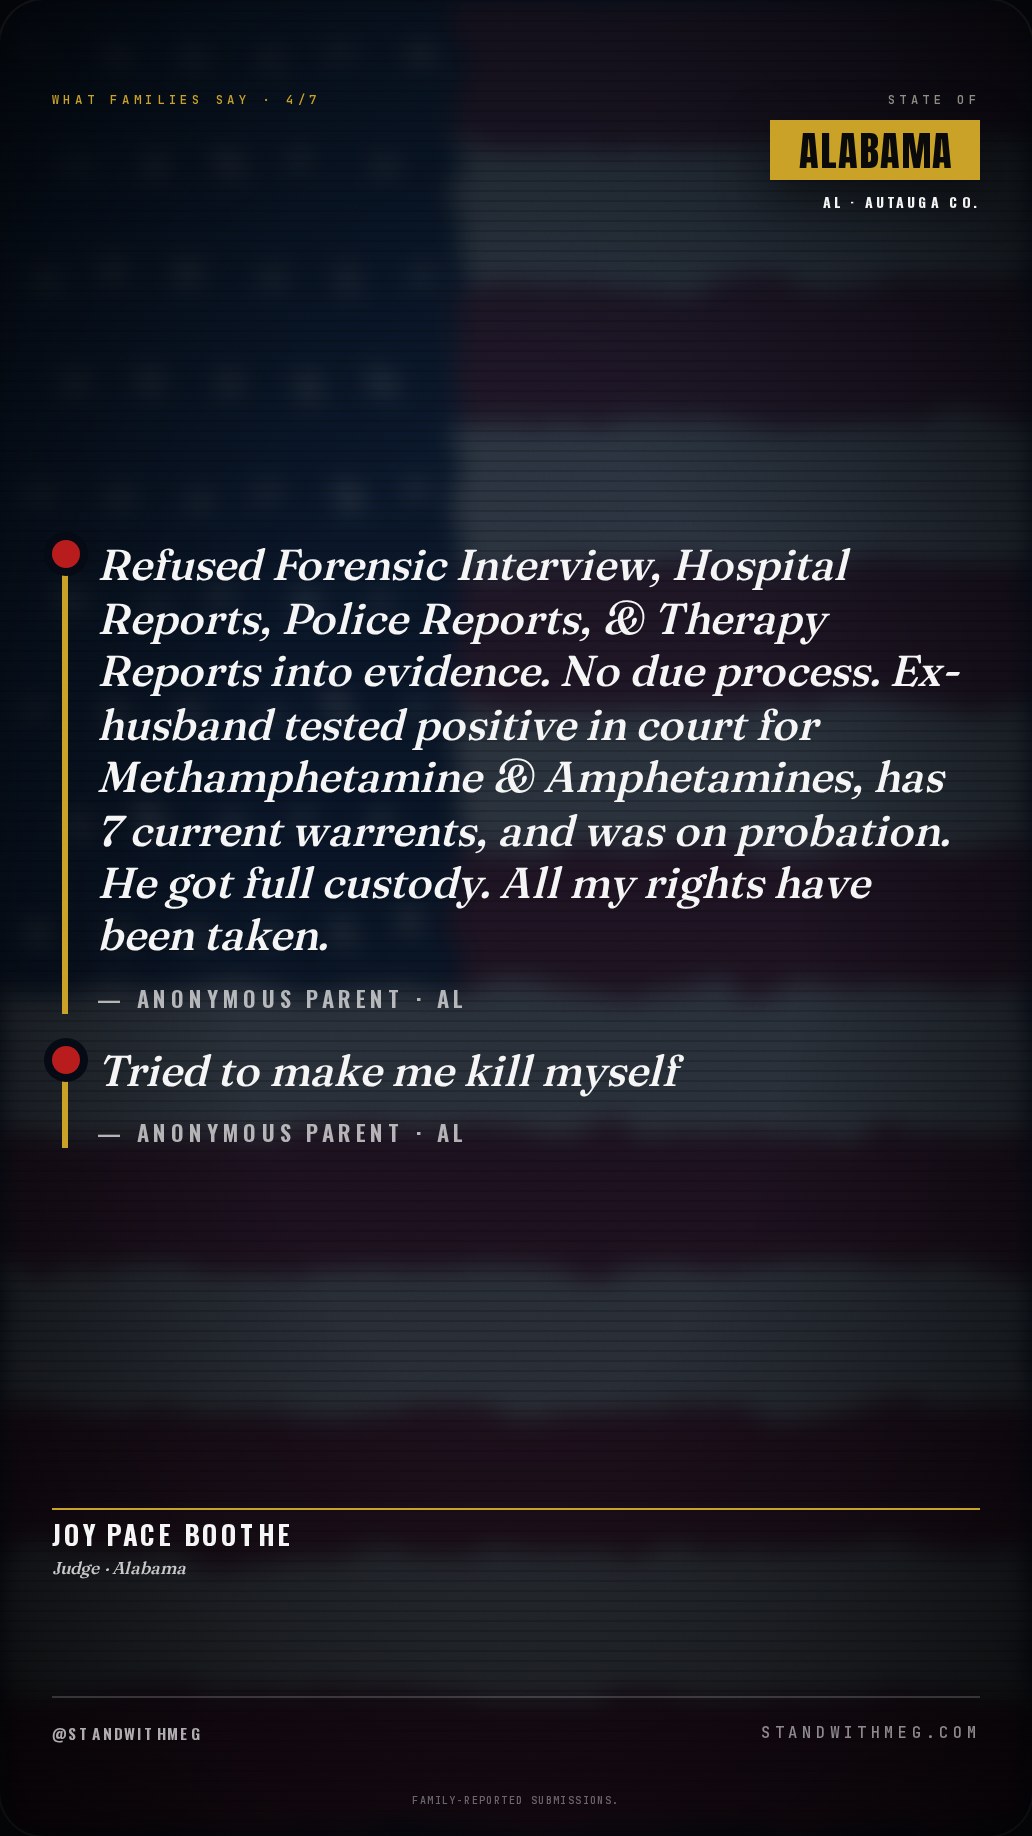 WHAT FAMILIES SAY · 4/7
STATE OF
ALABAMA
AL · AUTAUGA CO.
Refused Forensic Interview, Hospital
Reports, Police Reports, & Therapy
Reports into evidence. No due process. Ex-
husband tested positive in court for
Methamphetamine & Amphetamines, has
7 current warrents, and was on probation.
He got full custody. All my rights have
been taken.
— ANONYMOUS PARENT · AL
Tried to make me kill myself
— ANONYMOUS PARENT · AL
JOY PACE BOOTHE
Judge · Alabama
@STANDWITHMEG
STANDWITHMEG.COM
FAMILY-REPORTED SUBMISSIONS.